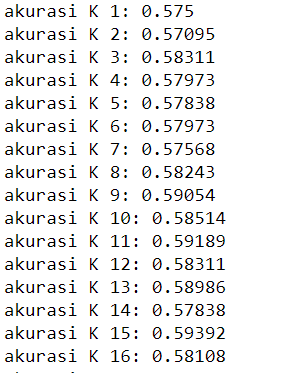 akurasi K 1: 0.575
akurasi K 2: 0.57095
akurasi K 3: 0.58311
akurasi K 4: 0.57973
akurasi K 5: 0.57838
akurasi K 6: 0.57973
akurasi K 7: 0.57568
akurasi K 8: 0.58243
akurasi K 9: 0.59054
akurasi K 10: 0.58514
akurasi K 11: 0.59189
akurasi K 12: 0.58311
akurasi K 13: 0.58986
akurasi K 14: 0.57838
akurasi K 15: 0.59392
akurasi K 16: 0.58108